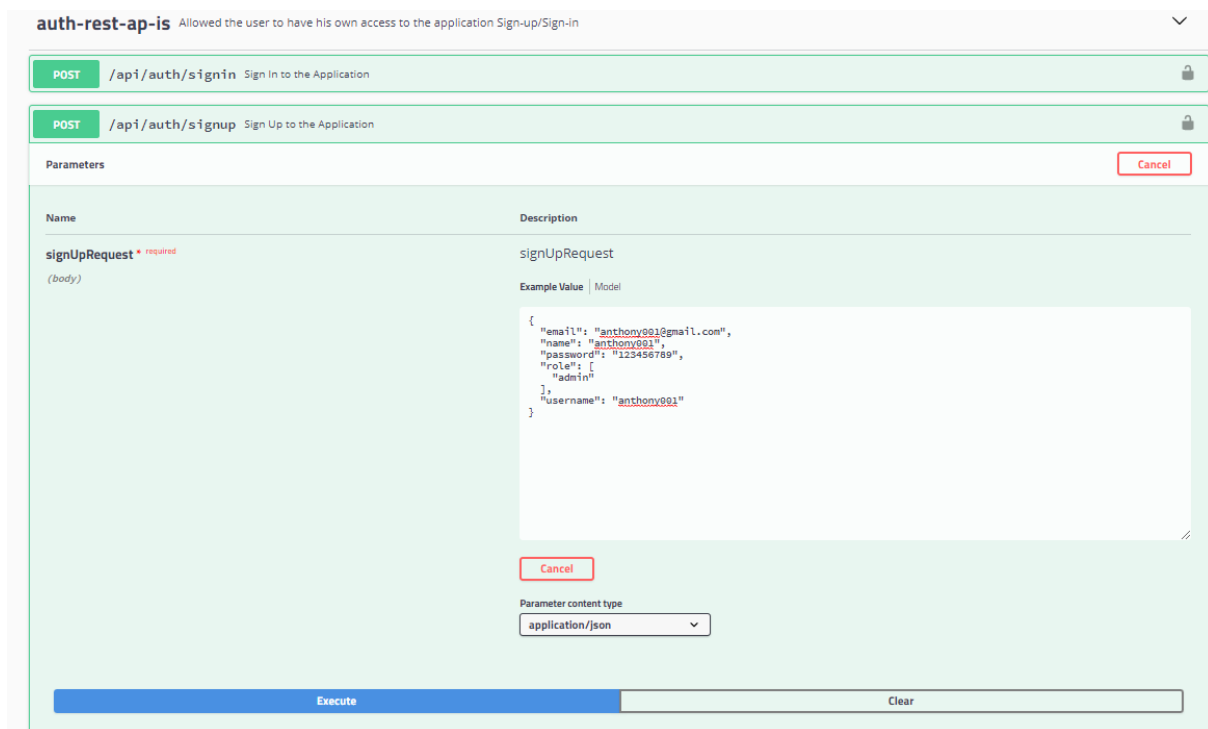 auth-rest-ap-is Allowed the user to have his own access to the application Sign-up/Sign-in
POST /api/auth/signin Sign In to the Application
POST /api/auth/signup Sign Up to the Application
Parameters Cancel
Name Description
signUpRequest * required signUpRequest
(body)
Example Value Model
{
"email": "anthony001@gmail.com",
"name": "anthony001",
"password": "123456789",
"role": [
"admin"
],
"username": "anthony001"
}
Cancel
Parameter content type
application/json
Execute Clear